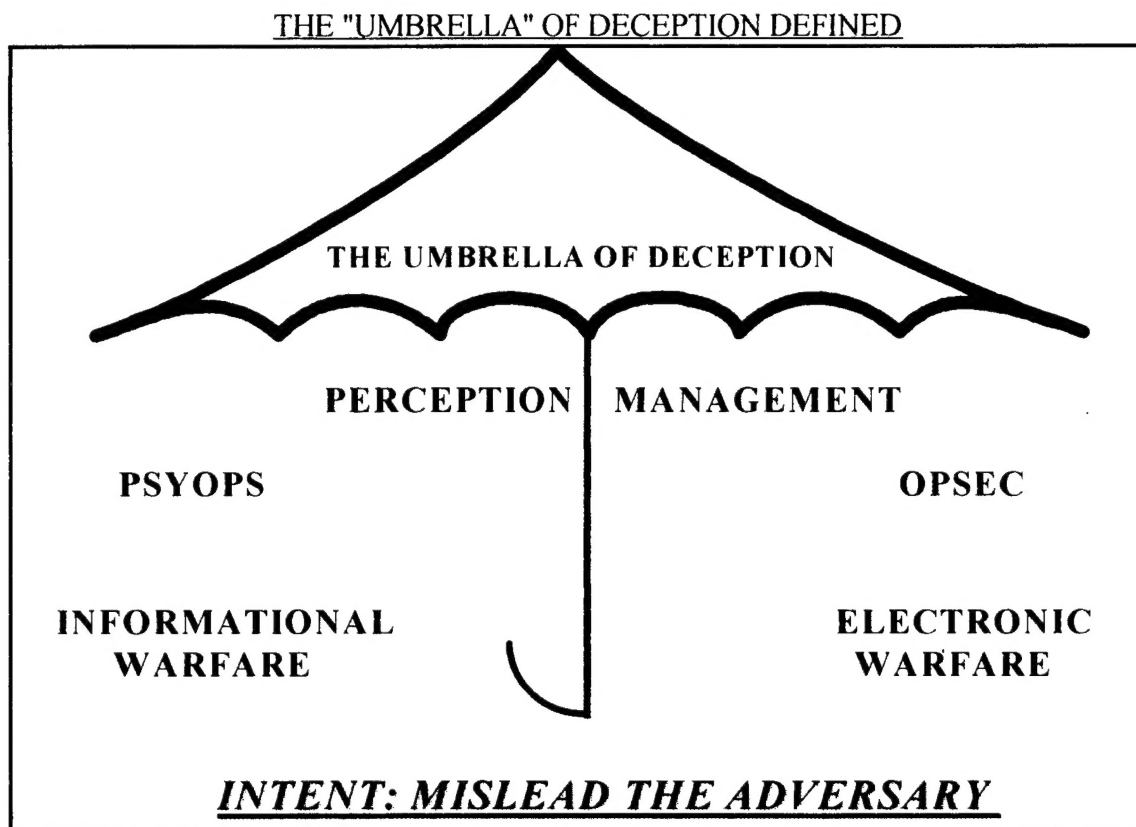 THE "UMBRELLA" OF DECEPTION DEFINED
THE UMBRELLA OF DECEPTION
PERCEPTION MANAGEMENT
PSYOPS OPSEC
INFORMATIONAL ELECTRONIC
WARFARE WARFARE
INTENT: MISLEAD THE ADVERSARY